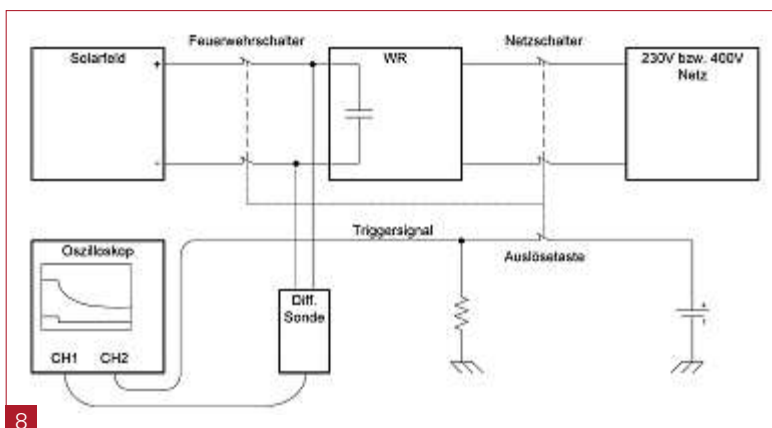 Solarfeld
Feuerwehrschalter
WR
Netzschalter
230V bzw. 400V
Netz
+
-
Oszilloskop
Triggersignal
Auslösetaste
Diff.
Sonde
CH1 CH2
+
8